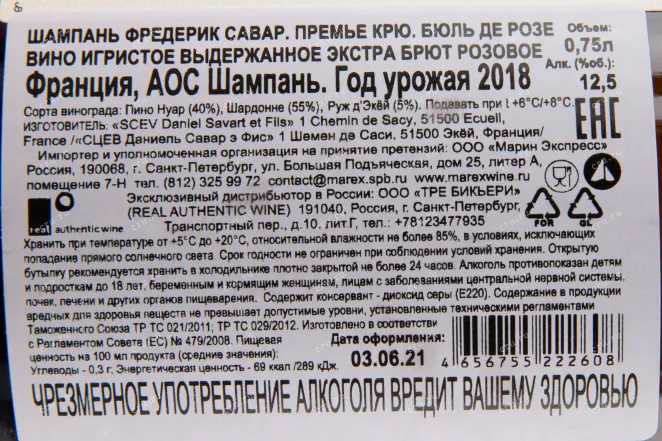 ШАМПАНЬ ФРЕДЕРИК САВАР. ПРЕМЬЕ КРЮ. БЮЛЬ ДЕ РОЗЕ
ВИНО ИГРИСТОЕ ВЫДЕРЖАННОЕ ЭКСТРА БРЮТ РОЗОВОЕ
Франция, АОС Шампань. Год урожая 2018
Объем:
0,75л
Алк. (%об.):
12,5
Сорта винограда: Пино Нуар (40%), Шардонне (55%), Руж д'Экёй (5%). Подавать при t +6°C/+8°C.
ИЗГОТОВИТЕЛЬ: «SCEV Daniel Savart et Fils» 1 Chemin de Sacy, 51500 Ecueil,
France /«СЦЕВ Даниель Савар э Фис» 1 Шемен де Саси, 51500 Экёй, Франция/
EAC
Импортер и уполномоченная организация на принятие претензий: ООО «Марин Экспресс»
Россия, 190068, г. Санкт-Петербург, ул. Большая Подъяческая, дом 25, литер А,
помещение 7-Н тел. (812) 325 99 72 contact@marex.spb.ru www.marexwine.ru
Эксклюзивный дистрибьютор в России: ООО «ТРЕ БИКЬЕРИ»
(REAL AUTHENTIC WINE) 191040, Россия, г. Санкт-Петербург,
Транспортный пер., д.10. лит.Г, тел.: +78123477935
real authentic wine
FOR
GL
Хранить при температуре от +5°C до +20°C, относительной влажности не более 85%, в условиях, исключающих
попадание прямого солнечного света. Срок годности не ограничен при соблюдении условий хранения. Открытую
бутылку рекомендуется хранить в холодильнике плотно закрытой не более 24 часов. Алкоголь противопоказан детям
и подросткам до 18 лет, беременным и кормящим женщинам, лицам с заболеваниями центральной нервной системы,
почек, печени и других органов пищеварения. Содержит консервант - диоксид серы (Е220). Содержание в продукции
вредных для здоровья веществ не превышает допустимые уровни, установленные техническими регламентами
Таможенного Союза ТР ТС 021/2011; ТР ТС 029/2012. Изготовлено в соответствии
с Регламентом Совета (ЕС) № 479/2008. Пищевая
ценность на 100 мл продукта (средние значения):
Углеводы - 0,3 г. Энергетическая ценность - 69 ккал /289 кДж.
Дата оформления:
03.06.21
4 656755 222608
ЧРЕЗМЕРНОЕ УПОТРЕБЛЕНИЕ АЛКОГОЛЯ ВРЕДИТ ВАШЕМУ ЗДОРОВЬЮ